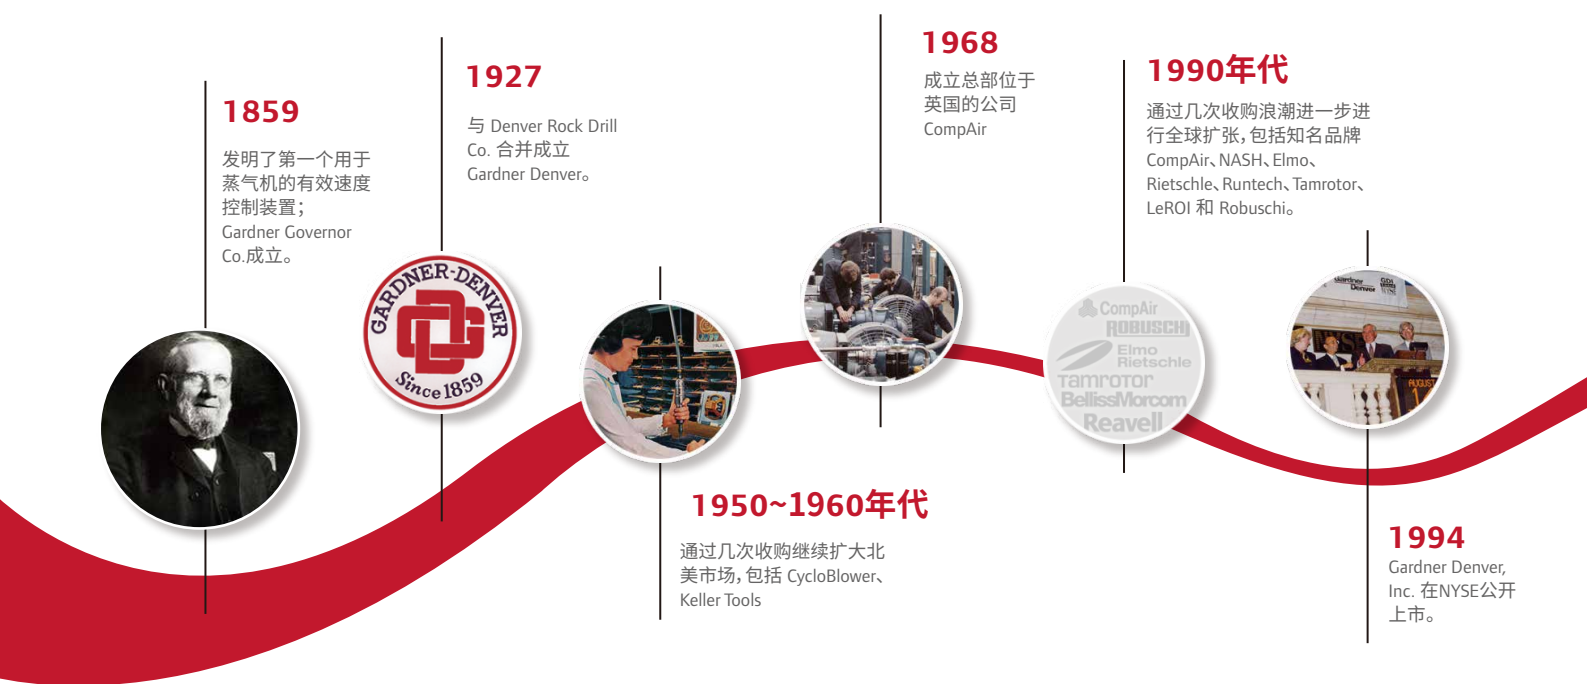 1859
发明了第一个用于
蒸气机的有效速度
控制装置；
Gardner Governor
Co.成立。
1927
与 Denver Rock Drill
Co. 合并成立
Gardner Denver。
GARDNER-DENVER
Since 1859
1950~1960年代
通过几次收购继续扩大北
美市场，包括 CycloBlower、
Keller Tools
1968
成立总部位于
英国的公司
CompAir
1990年代
通过几次收购浪潮进一步进
行全球扩张，包括知名品牌
CompAir、NASH、Elmo、
Rietschle、Runtech、Tamrotor、
LeROI 和 Robuschi。
CompAir
ROBUSCHI
Elmo
Rietschle
TAMROTOR
BellissMorcom
Reavell
Gardner
Denver
GDI
AUGUST
1994
Gardner Denver,
Inc. 在NYSE公开
上市。